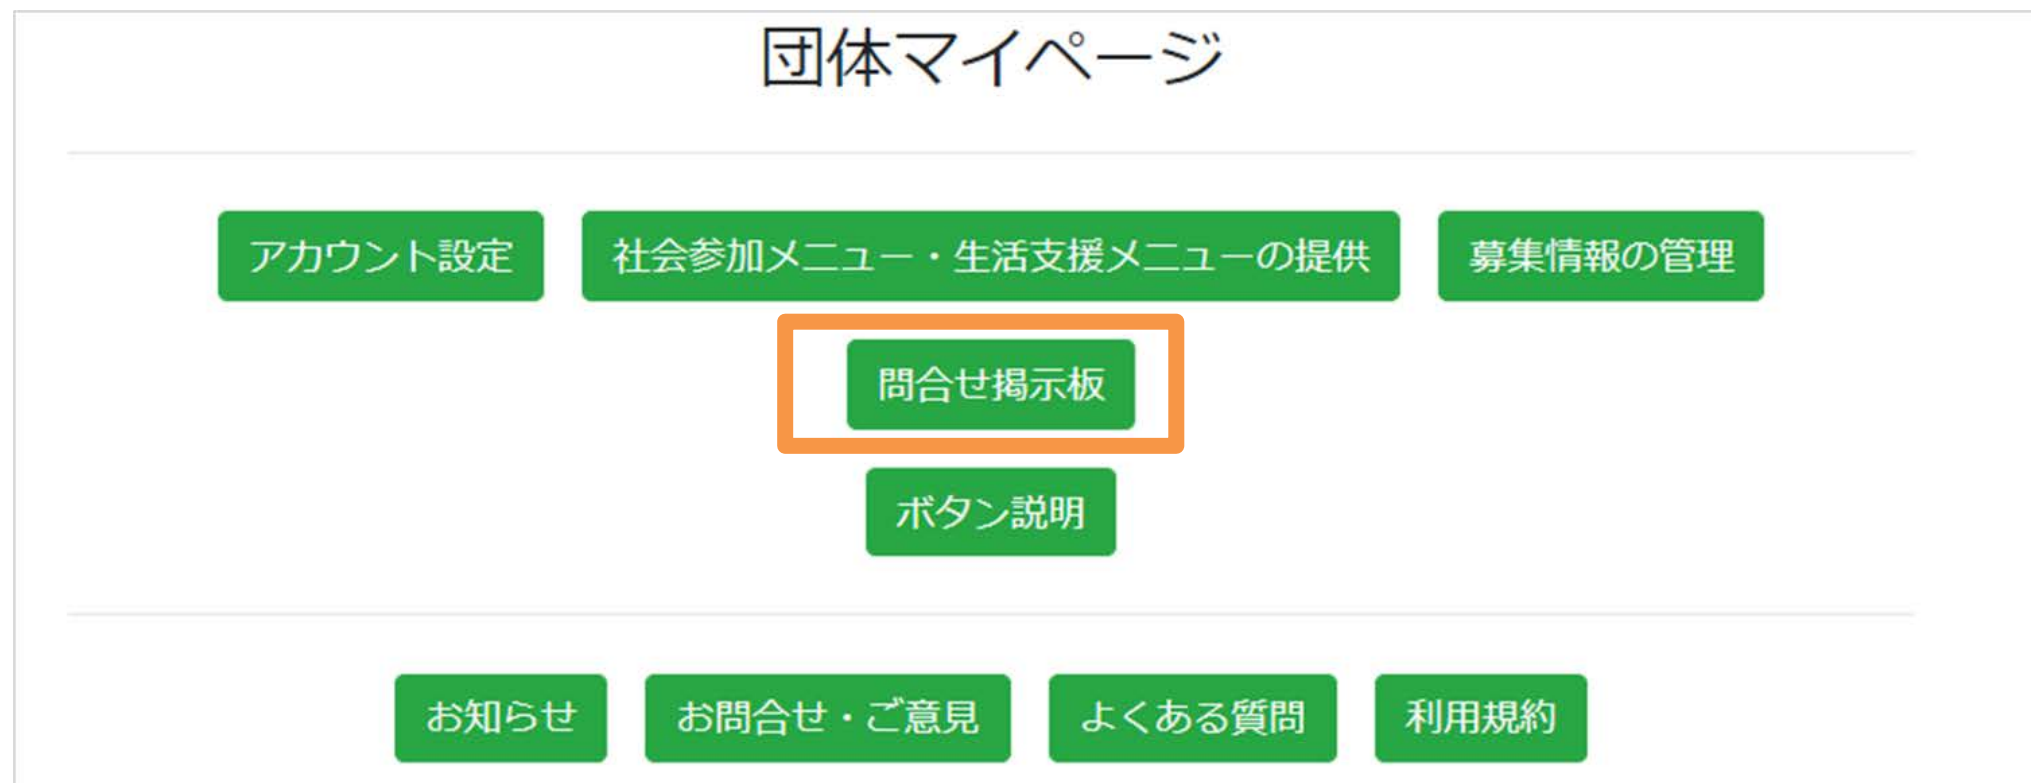 団体マイページ
アカウント設定 社会参加メニュー・生活支援メニューの提供 募集情報の管理
問合せ掲示板
ボタン説明
お知らせ お問合せ・ご意見 よくある質問 利用規約